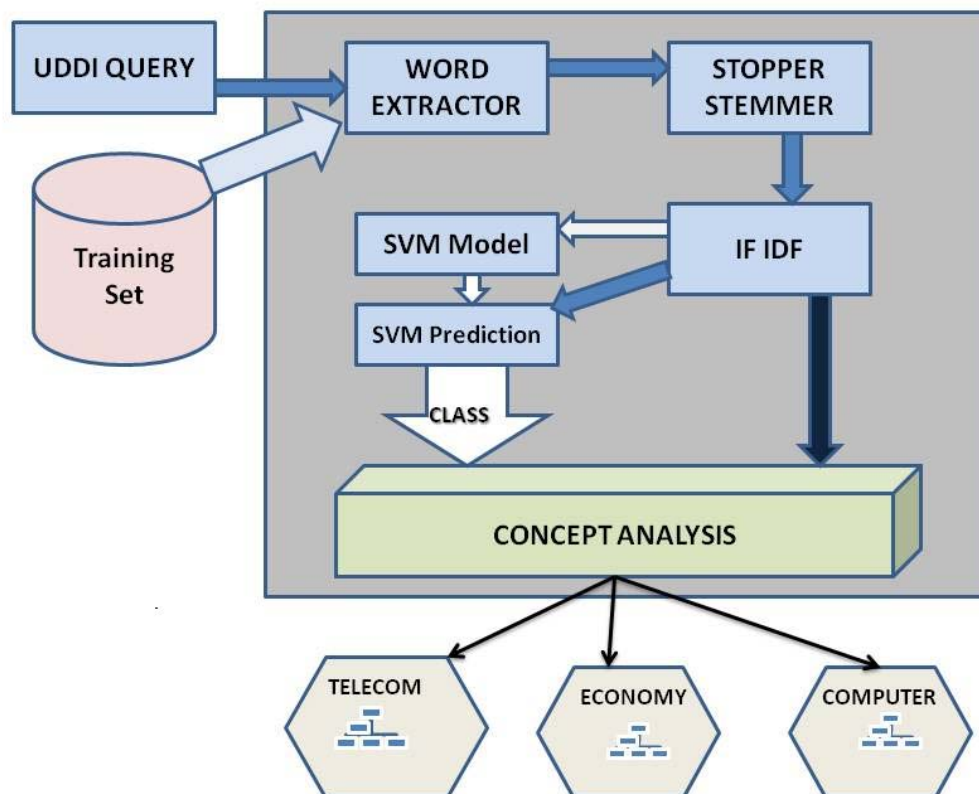 UDDI QUERY
WORD
EXTRACTOR
STOPPER
STEMMER
Training
Set
SVM Model
IF IDF
SVM Prediction
CLASS
CONCEPT ANALYSIS
TELECOM
ECONOMY
COMPUTER